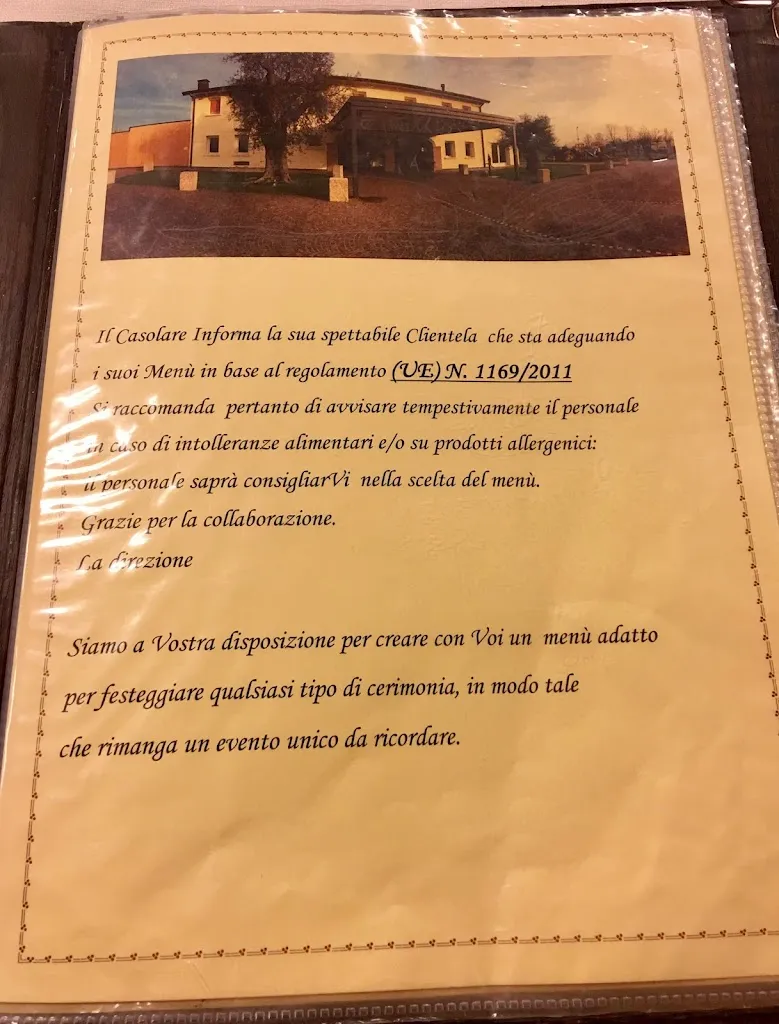 Il Casolare Informa la sua spettabile Clientela che sta adeguando
i suoi Menù in base al regolamento (UE) N. 1169/2011
Si raccomanda pertanto di avvisare tempestivamente il personale
in caso di intolleranze alimentari e/o su prodotti allergenici:
il personale saprà consigliarVi nella scelta del menù.
Grazie per la collaborazione.
La direzione
Siamo a Vostra disposizione per creare con Voi un menù adatto
per festeggiare qualsiasi tipo di cerimonia, in modo tale
che rimanga un evento unico da ricordare.